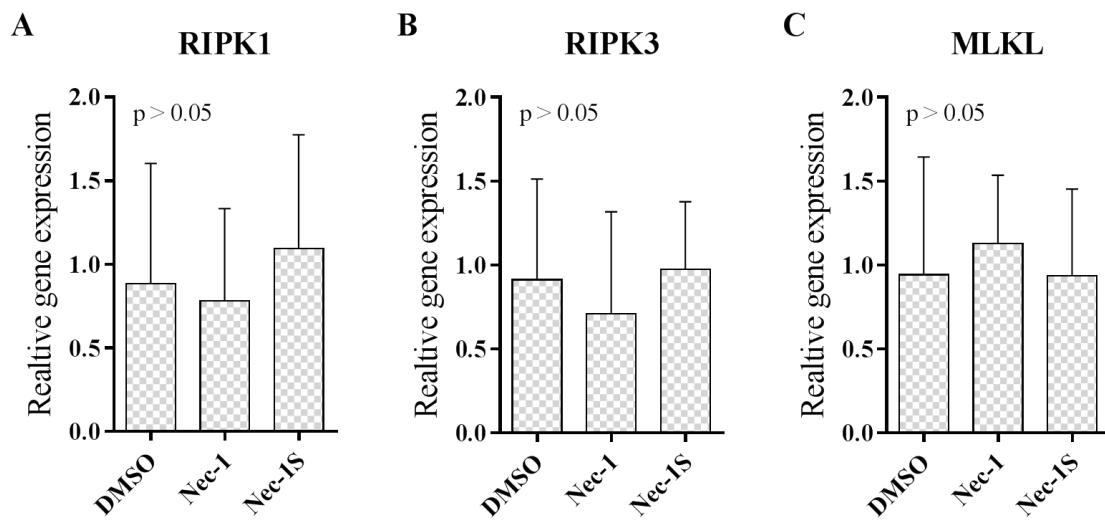 A
RIPK1
Realtive gene expression
2.0
1.5
1.0
0.5
0.0
p > 0.05
DMSO
Nec-1
Nec-1S
B
RIPK3
Realtive gene expression
2.0
1.5
1.0
0.5
0.0
p > 0.05
DMSO
Nec-1
Nec-1S
C
MLKL
Realtive gene expression
2.0
1.5
1.0
0.5
0.0
p > 0.05
DMSO
Nec-1
Nec-1S